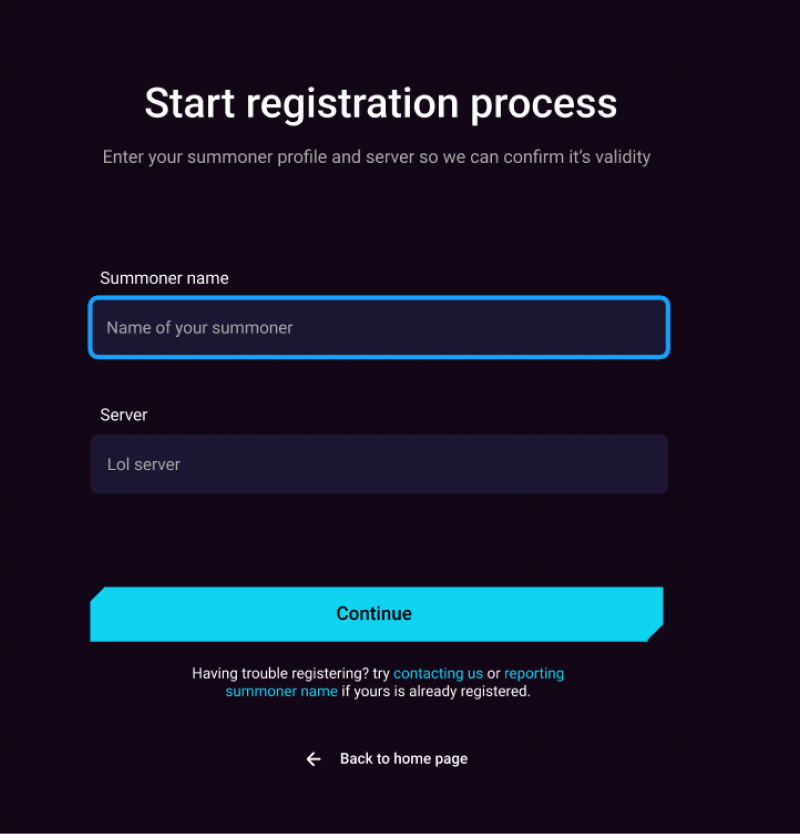 Start registration process
Enter your summoner profile and server so we can confirm it's validity
Summoner name
Name of your summoner
Server
Lol server
Continue
Having trouble registering? try contacting us or reporting
summoner name if yours is already registered.
Back to home page